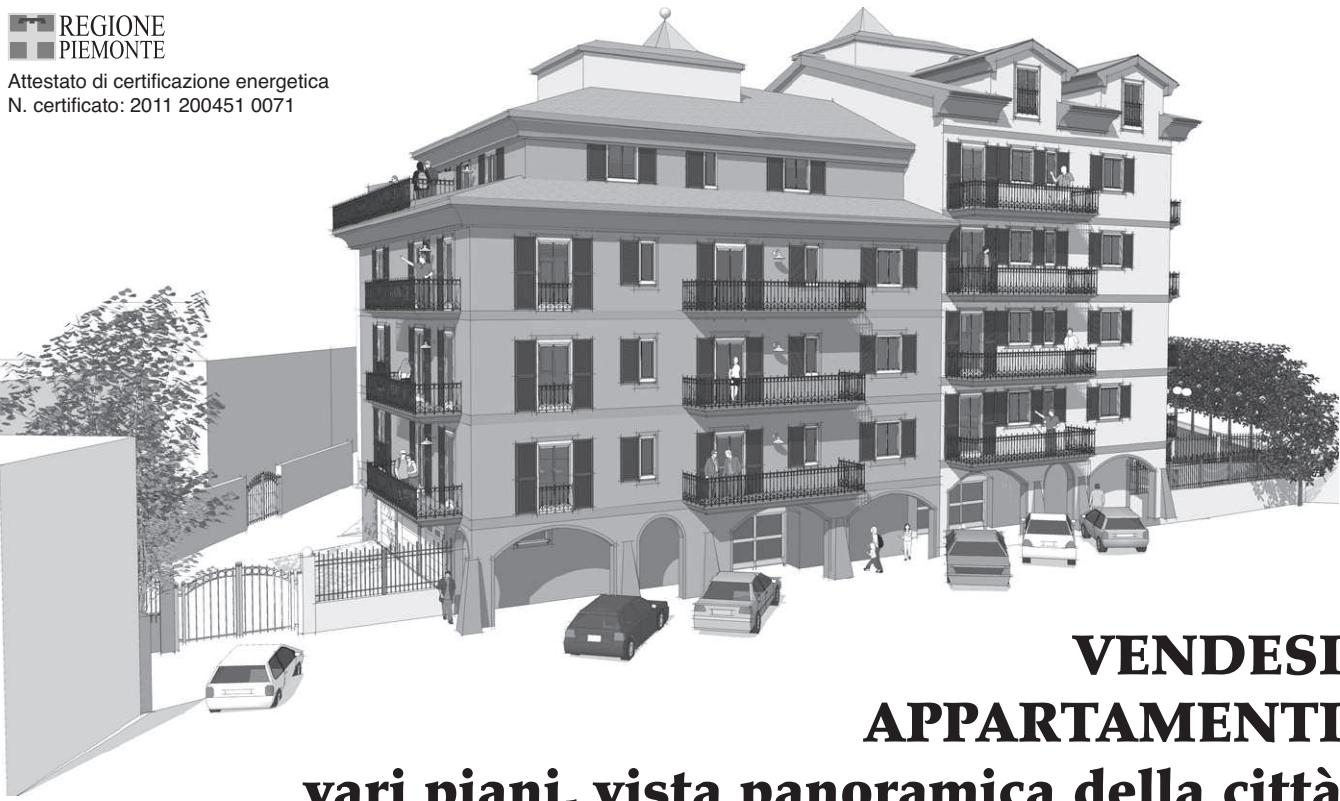 REGIONE
PIEMONTE
Attestato di certificazione energetica
N. certificato: 2011 200451 0071
VENDESI
APPARTAMENTI
vari piani, vista panoramica della città